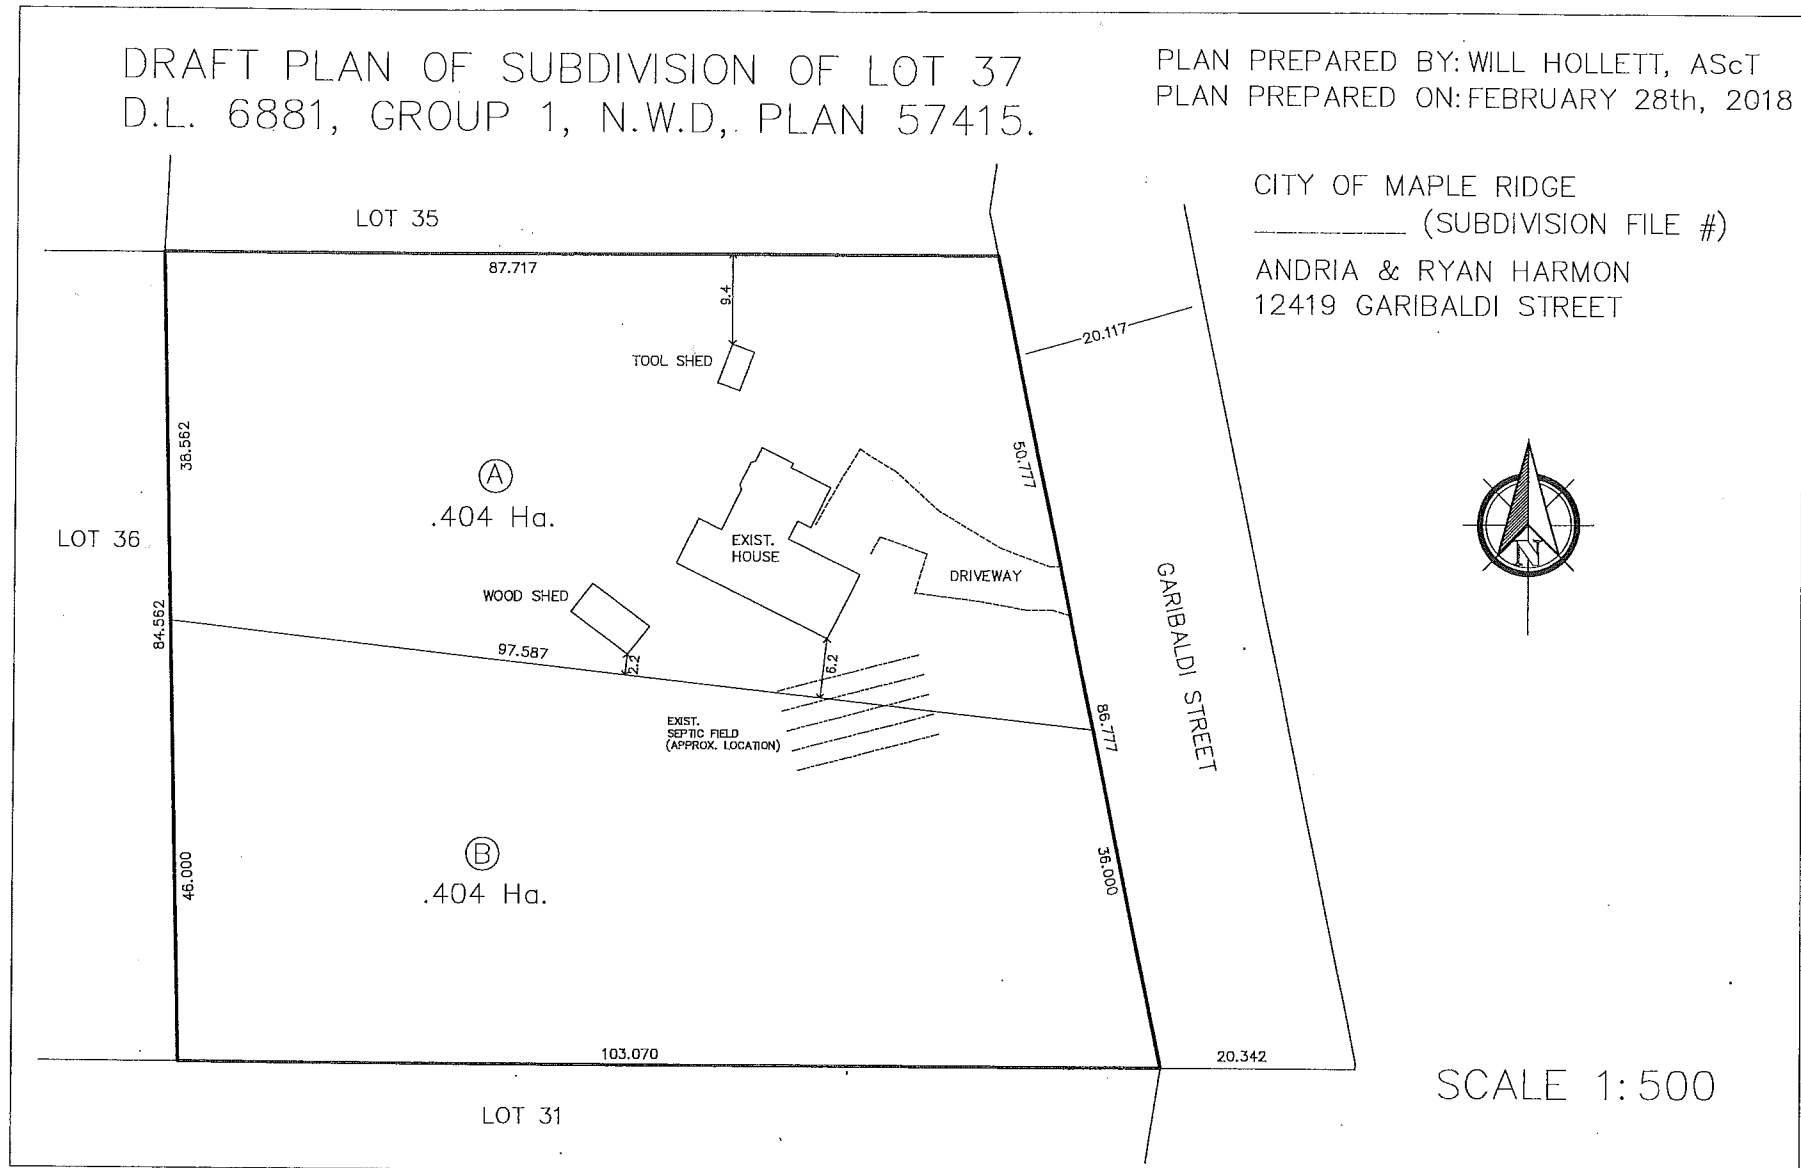 DRAFT PLAN OF SUBDIVISION OF LOT 37
D.L. 6881, GROUP 1, N.W.D, PLAN 57415.
PLAN PREPARED BY: WILL HOLLETT, AScT
PLAN PREPARED ON: FEBRUARY 28th, 2018
CITY OF MAPLE RIDGE
__________ (SUBDIVISION FILE #)
ANDRIA & RYAN HARMON
12419 GARIBALDI STREET
LOT 35
87.717
9.4
20.117
TOOL SHED
38.562
50.777
A
.404 Ha.
LOT 36
EXIST.
HOUSE
DRIVEWAY
N
WOOD SHED
84.562
97.587
2.2
6.2
GARIBALDI STREET
EXIST.
SEPTIC FIELD
(APPROX. LOCATION)
86.777
B
.404 Ha.
46.000
36.000
103.070
20.342
LOT 31
SCALE 1:500